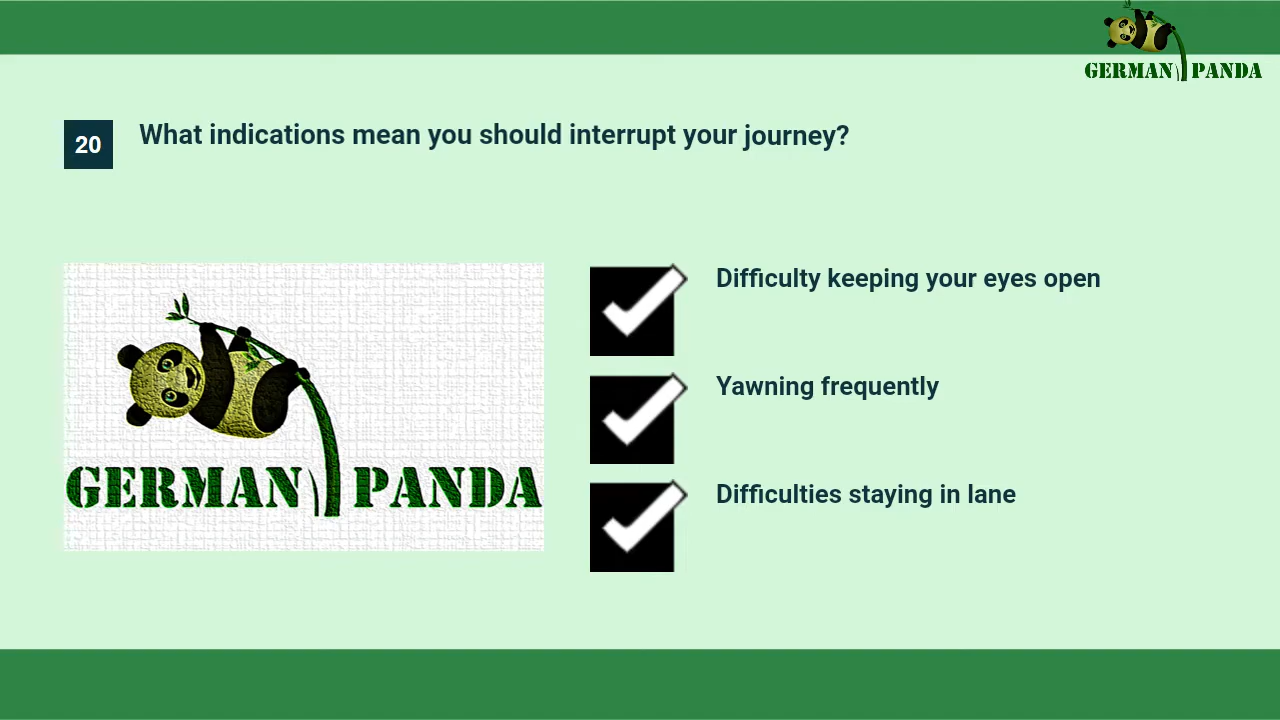 GERMAN PANDA
20
What indications mean you should interrupt your journey?
GERMAN PANDA
Difficulty keeping your eyes open
Yawning frequently
Difficulties staying in lane